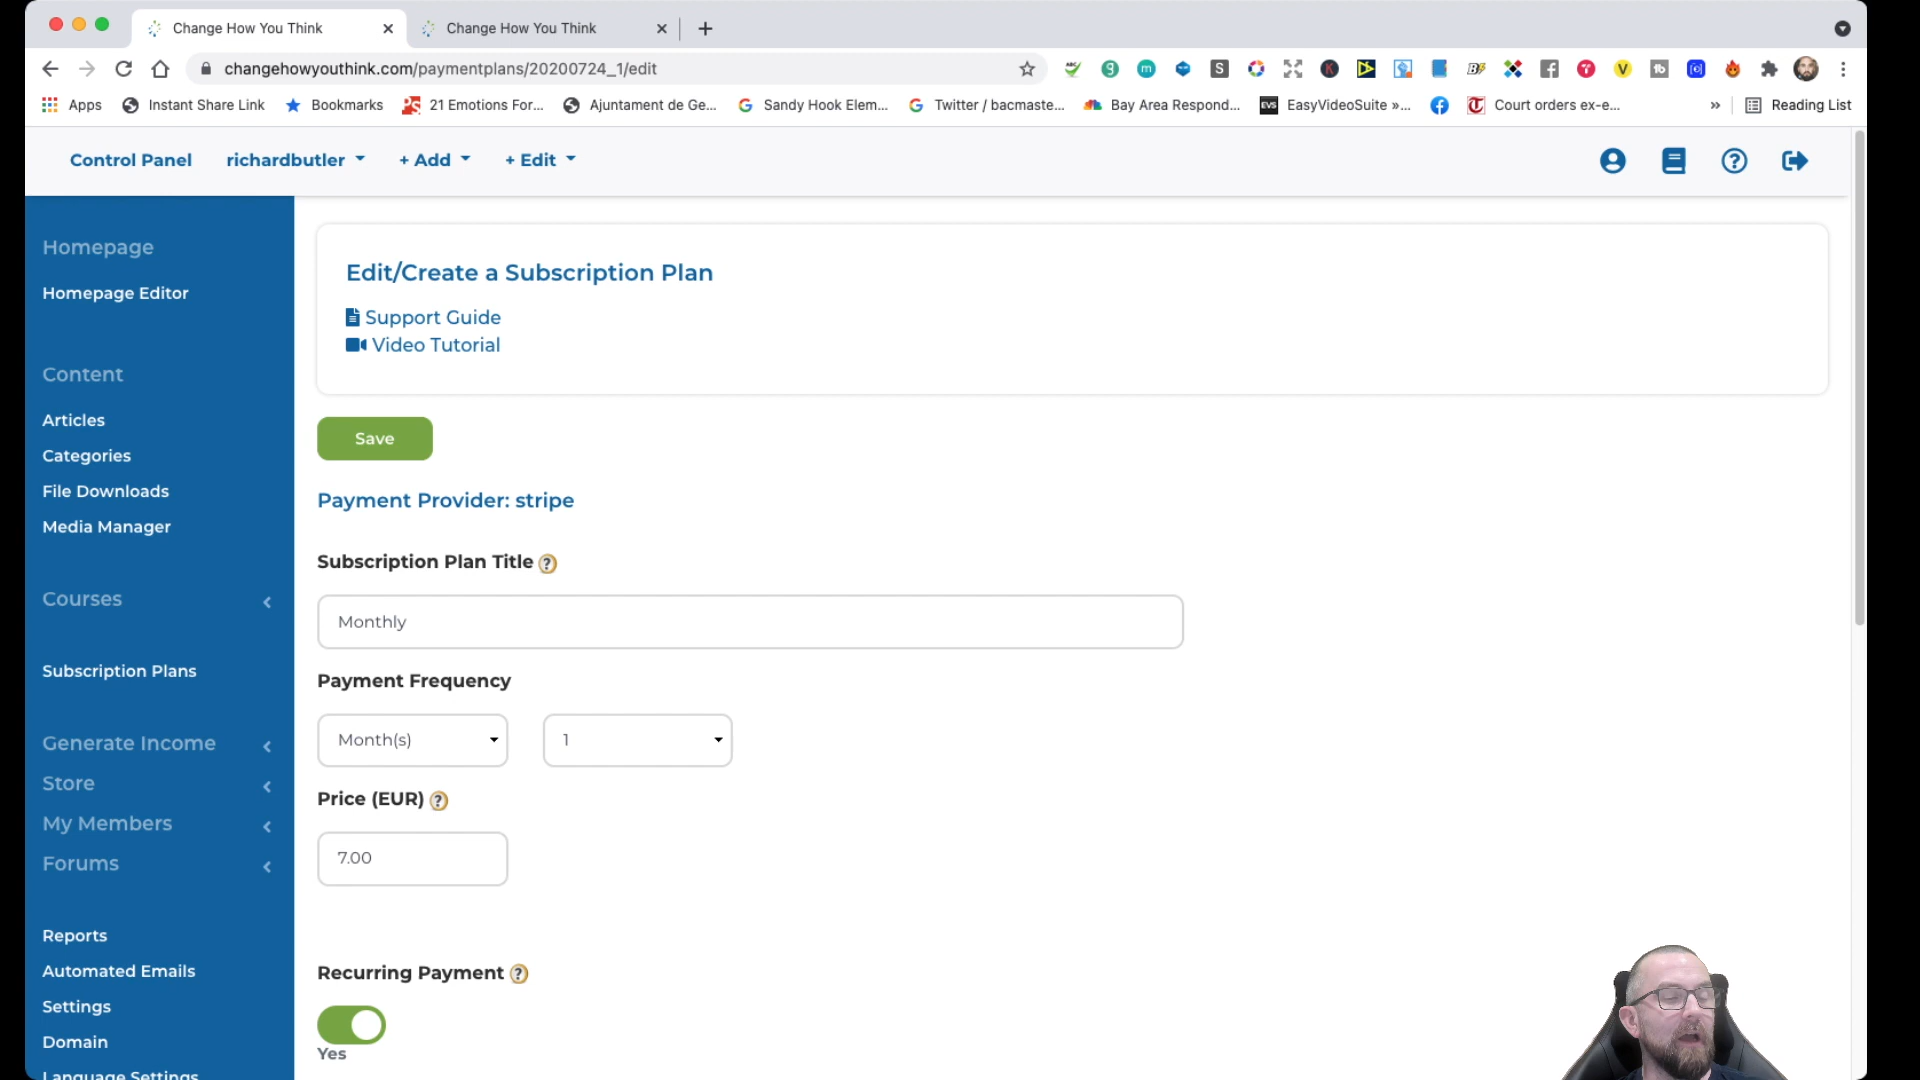 Change How You Think
Change How You Think
changehowyouthink.com/paymentplans/20200724_1/edit
Apps
Instant Share Link
Bookmarks
21 Emotions For...
Ajuntament de Ge...
Sandy Hook Elem...
Twitter / bacmaste...
Bay Area Respond...
EVS
EasyVideoSuite »...
Court orders ex-e...
»
Reading List
Control Panel
richardbutler
+ Add
+ Edit
Homepage
Homepage Editor
Content
Articles
Categories
File Downloads
Media Manager
Courses
Subscription Plans
Generate Income
Store
My Members
Forums
Reports
Automated Emails
Settings
Domain
Language Settings
Edit/Create a Subscription Plan
Support Guide
Video Tutorial
Save
Payment Provider: stripe
Subscription Plan Title ?
Monthly
Payment Frequency
Month(s)
1
Price (EUR) ?
7.00
Recurring Payment ?
Yes